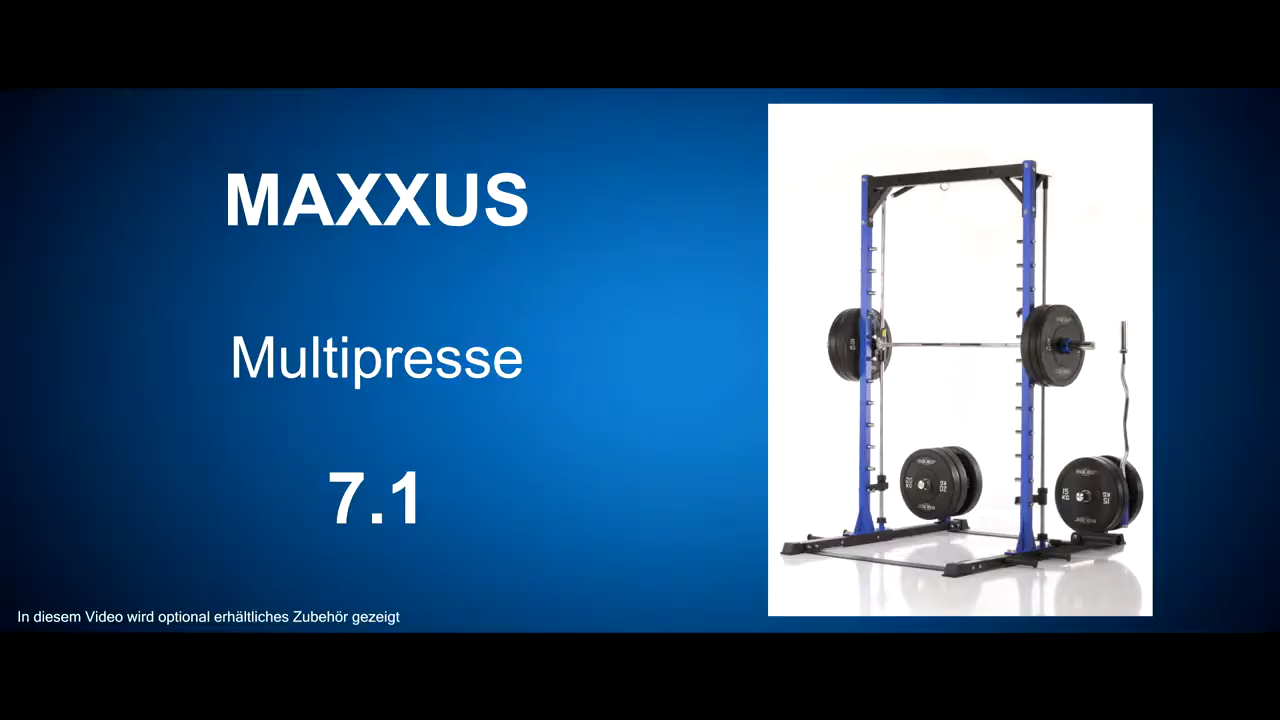 MAXXUS
Multipresse
7.1
In diesem Video wird optional erhältliches Zubehör gezeigt